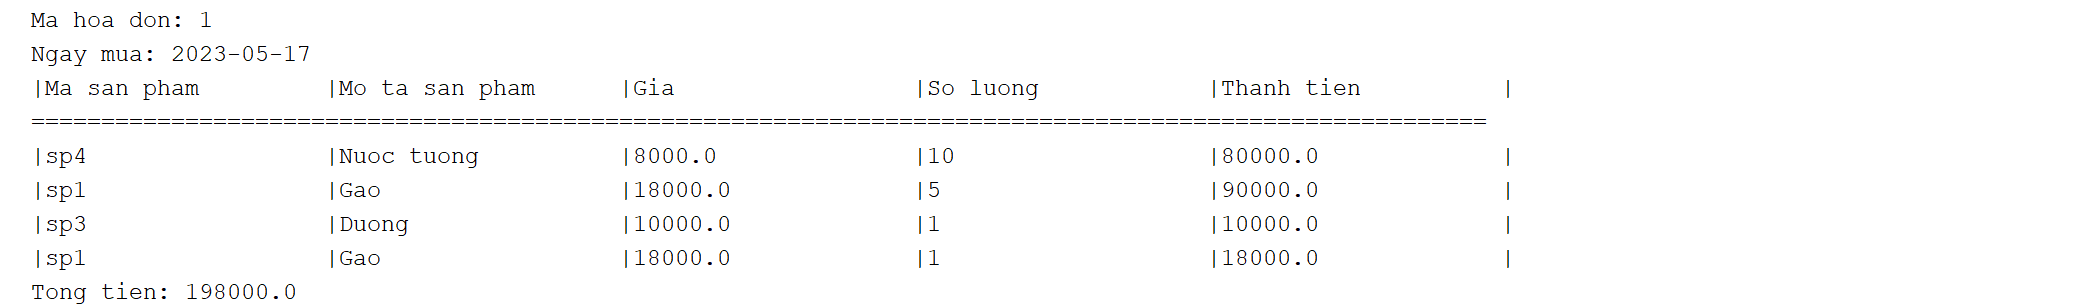 Ma hoa don: 1
Ngay mua: 2023-05-17
|Ma san pham         |Mo ta san pham      |Gia                 |So luong            |Thanh tien          |
========================================================================================================
|sp4                 |Nuoc tuong          |8000.0              |10                  |80000.0             |
|sp1                 |Gao                 |18000.0             |5                   |90000.0             |
|sp3                 |Duong               |10000.0             |1                   |10000.0             |
|sp1                 |Gao                 |18000.0             |1                   |18000.0             |
Tong tien: 198000.0